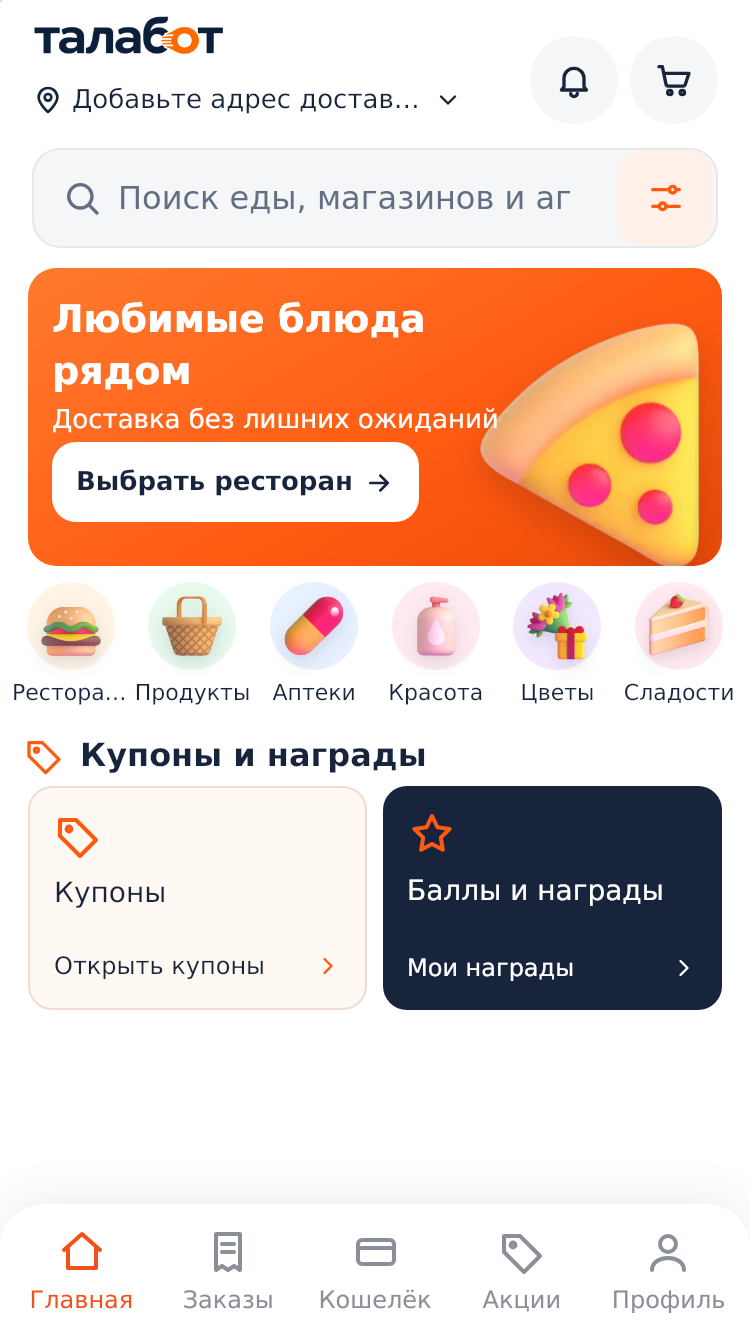 талабот
Добавьте адрес достав...
Поиск еды, магазинов и аг
Любимые блюда
рядом
Доставка без лишних ожиданий
Выбрать ресторан →
Рестора... Продукты Аптеки Красота Цветы Сладости
Купоны и награды
Купоны
Баллы и награды
Открыть купоны
Мои награды
Главная Заказы Кошелёк Акции Профиль